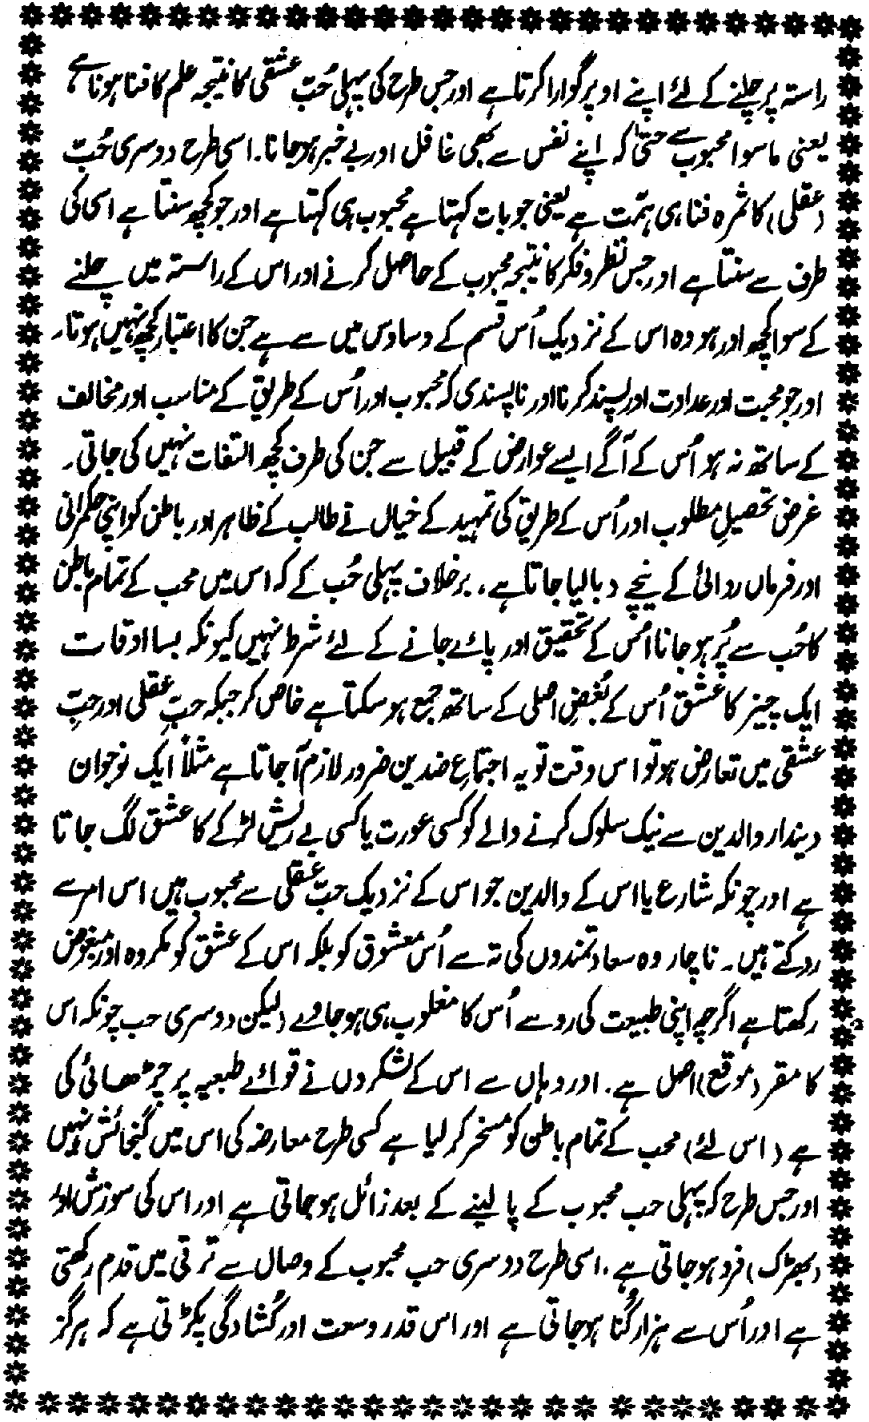 راستہ پر چلنے کے لئے اپنے اوپر گوارا کرتا ہے اور جس طرح کی پہلی حُبِّ عشقی کا نتیجہ علم کا فنا ہونا ہے
یعنی ماسوا محبوب سے حتیٰ کہ اپنے نفس سے بھی غافل اور بے خبر ہو جانا۔ اسی طرح دوسری حُبّ
(عقلی) کا ثمرہ فنا ہی ہمّت ہے یعنی جو بات کہتا ہے محبوب ہی کہتا ہے اور جو کچھ سنتا ہے اسی کی
طرف سے سنتا ہے اور جس نظر و فکر کا نتیجہ محبوب کے حاصل کرنے اور اس کے راستہ میں چلنے
کے سوا کچھ اور ہو وہ اس کے نزدیک اُس قسم کے وساوس میں سے ہے جن کا اعتبار کچھ نہیں ہوتا۔
اور جو محبت اور عداوت اور پسند کرنا اور ناپسندی کہ محبوب اور اُس کے طریق کے مناسب اور مخالف
کے ساتھ نہ ہو اُس کے آگے ایسے عوارض کے قبیل سے جن کی طرف کچھ التفات نہیں کی جاتی۔
غرض تحصیلِ مطلوب اور اُس کے طریق کی تمہید کے خیال نے طالب کے ظاہر اور باطن کو اپنی حکمرانی
اور فرماں روائی کے نیچے دبا لیا جاتا ہے ، برخلاف پہلی حُب کے کہ اس میں محب کے تمام باطن
کا حُب سے پُر ہو جانا اُس کے تحقیق اور پائے جانے کے لئے شرط نہیں کیونکہ بسا اوقات
ایک چیز کا عشق اُس کے بُغضِ اصلی کے ساتھ جمع ہو سکتا ہے خاص کر جبکہ حبِّ عقلی اور حبِّ
عشقی میں تعارض ہو تو اس وقت تو یہ اجتماعِ ضدین ضرور لازم آ جاتا ہے مثلاً ایک نوجوان
دیندار والدین سے نیک سلوک کرنے والے کو کسی عورت یا کسی بے ریش لڑکے کا عشق لگ جاتا
ہے اور چونکہ شارع یا اس کے والدین جو اس کے نزدیک حبِّ عقلی سے محبوب ہیں اس امر سے
روکتے ہیں۔ ناچار وہ سعادتمندوں کی تہ سے اُس معشوق کو بلکہ اس کے عشق کو مکروہ اور مبغوض
رکھتا ہے اگرچہ اپنی طبیعت کی رو سے اُس کا مغلوب ہی ہو جاوے (لیکن دوسری حب چونکہ اس
کا مقر (موقع) اصل ہے۔ اور وہاں سے اس کے لشکروں نے قوائے طبعیہ پر چڑھائی کی
ہے (اس لئے) محب کے تمام باطن کو مسخر کر لیا ہے کسی طرح معارضہ کی اس میں گنجائش نہیں
اور جس طرح کہ پہلی حب محبوب کے پا لینے کے بعد زائل ہو جاتی ہے اور اس کی سوزش اور
(بھڑک) فرو ہو جاتی ہے ، اسی طرح دوسری حب محبوب کے وصال سے ترقی میں قدم رکھتی
ہے اور اُس سے ہزار گُنا ہو جاتی ہے اور اس قدر وسعت اور کُشادگی پکڑتی ہے کہ ہرگز